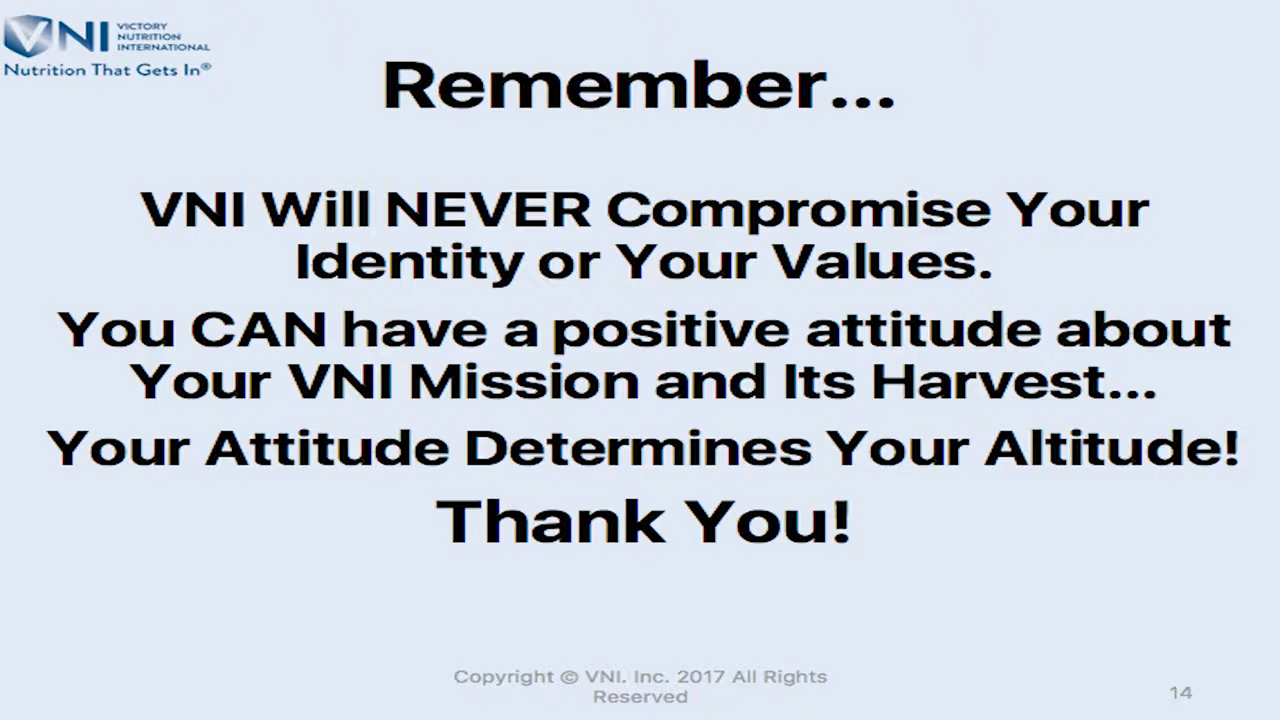 VNI
VICTORY
NUTRITION
INTERNATIONAL
Nutrition That Gets In®
Remember...
VNI Will NEVER Compromise Your
Identity or Your Values.
You CAN have a positive attitude about
Your VNI Mission and Its Harvest...
Your Attitude Determines Your Altitude!
Thank You!
Copyright © VNI. Inc. 2017 All Rights
Reserved
14